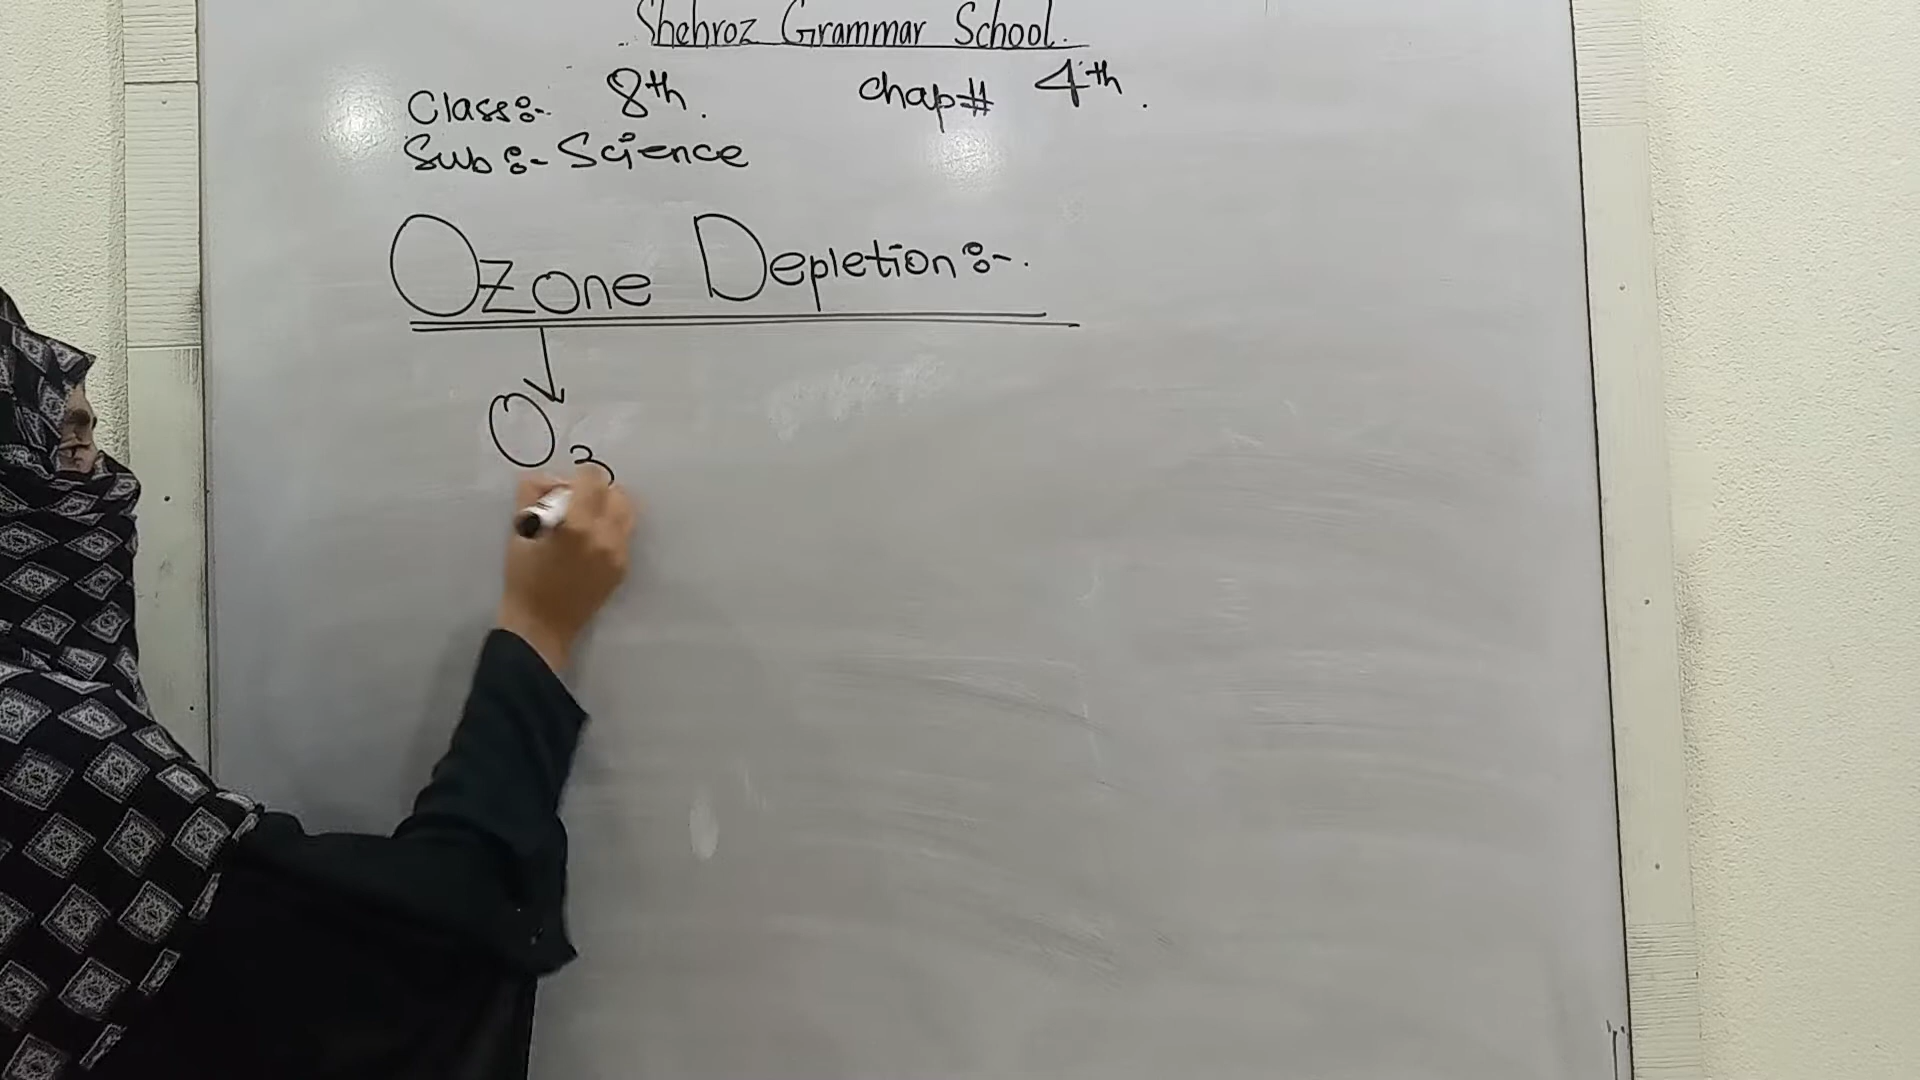 Shehroz Grammar School.
Class:- 8th. Chap# 4th.
Sub:- Science
Ozone Depletion:-.
O3